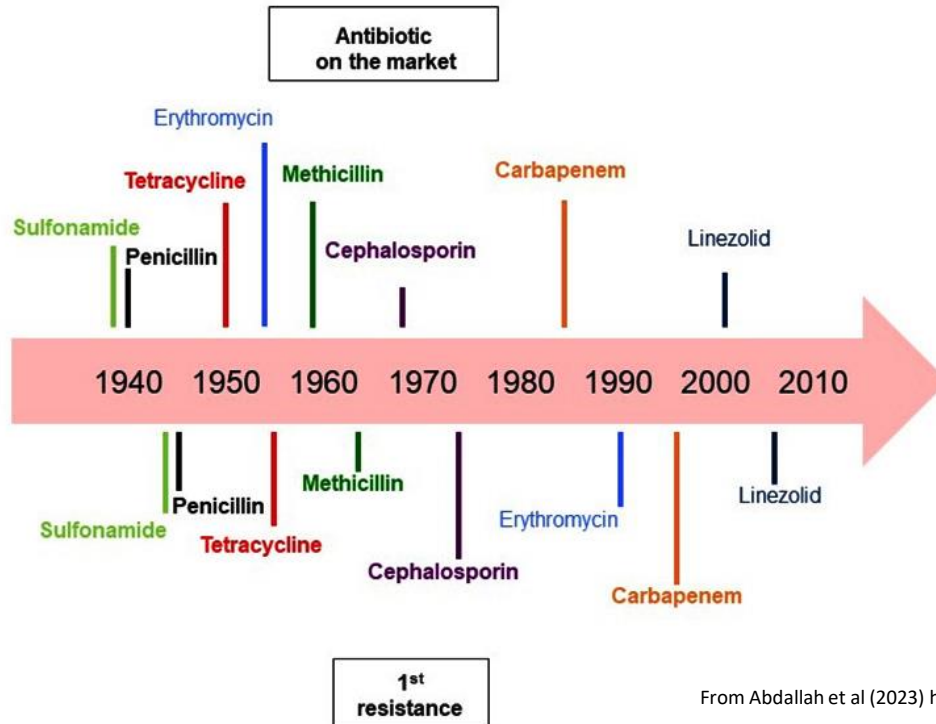 Antibiotic
on the market
Erythromycin
Tetracycline
Methicillin
Carbapenem
Sulfonamide
Penicillin
Cephalosporin
Linezolid
1940 1950 1960 1970 1980 1990 2000 2010
Methicillin
Penicillin
Linezolid
Sulfonamide
Tetracycline
Erythromycin
Cephalosporin
Carbapenem
1st
resistance
From Abdallah et al (2023) h